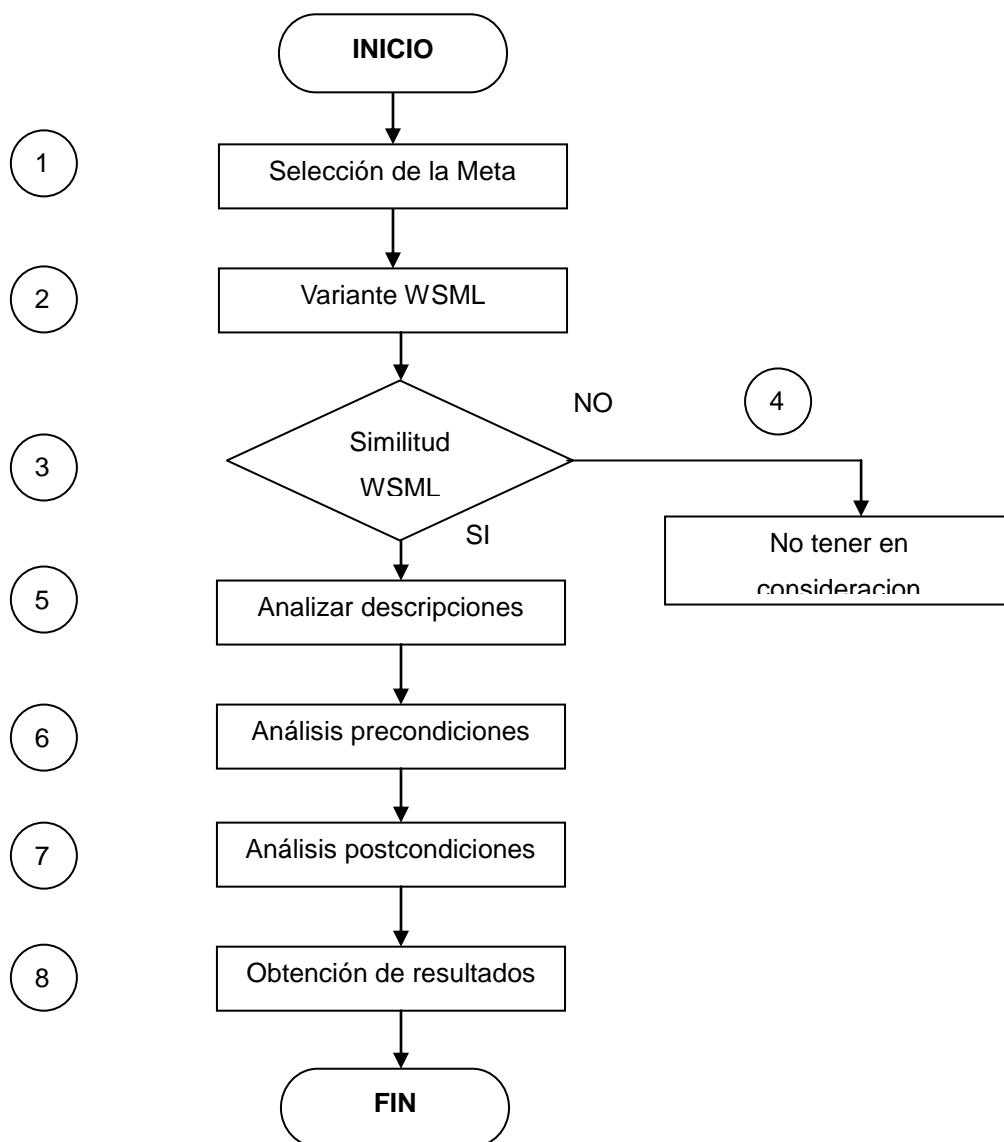 INICIO
1
Selección de la Meta
2
Variante WSML
NO
4
3
Similitud
WSML
SI
No tener en
consideracion
5
Analizar descripciones
6
Análisis precondiciones
7
Análisis postcondiciones
8
Obtención de resultados
FIN